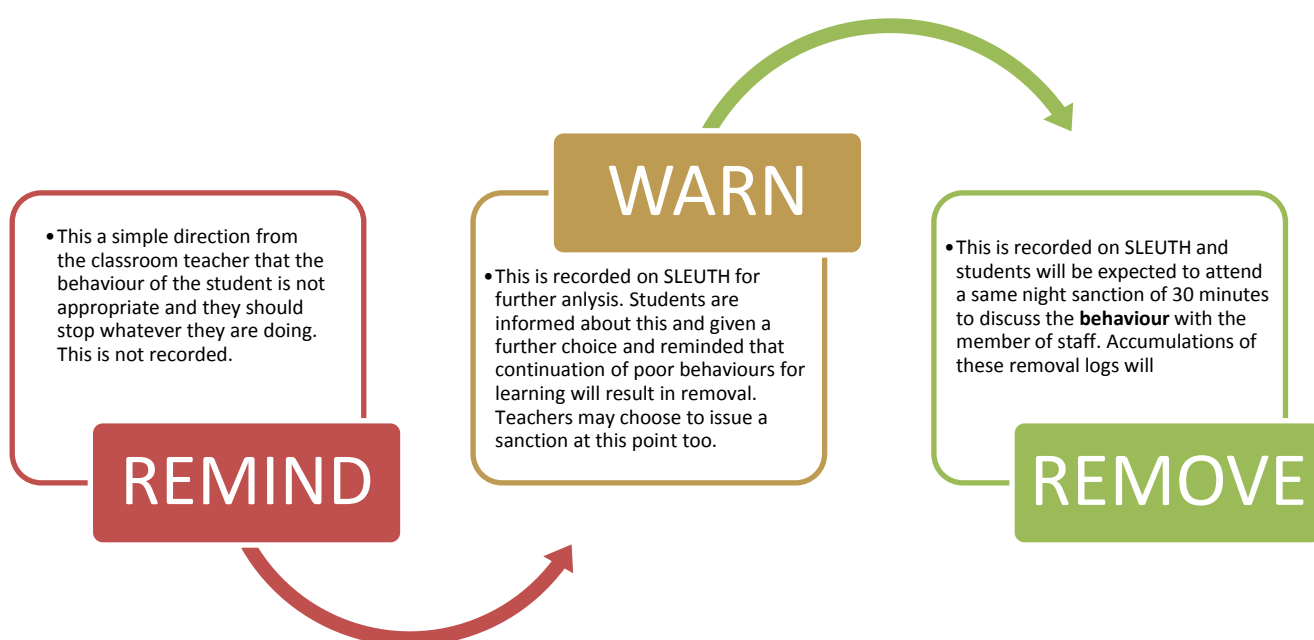 •This a simple direction from
the classroom teacher that the
behaviour of the student is not
appropriate and they should
stop whatever they are doing.
This is not recorded.
REMIND
WARN
•This is recorded on SLEUTH for
further anlysis. Students are
informed about this and given a
further choice and reminded that
continuation of poor behaviours for
learning will result in removal.
Teachers may choose to issue a
sanction at this point too.
•This is recorded on SLEUTH and
students will be expected to attend
a same night sanction of 30 minutes
to discuss the behaviour with the
member of staff. Accumulations of
these removal logs will
REMOVE